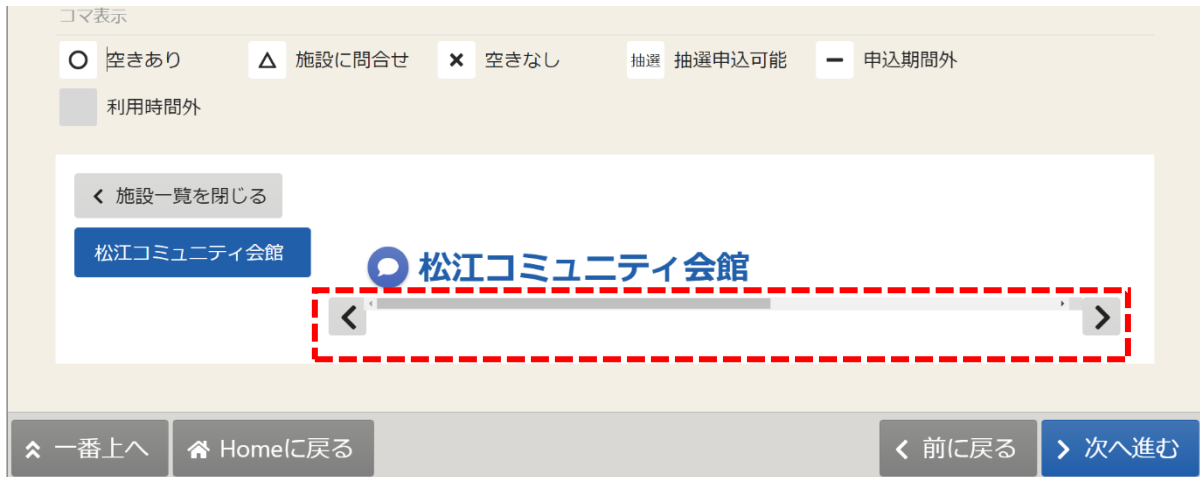 コマ表示
空きあり 施設に問合せ 空きなし 抽選 抽選申込可能 申込期間外
利用時間外
施設一覧を閉じる
松江コミュニティ会館
松江コミュニティ会館
一番上へ Homeに戻る 前に戻る 次へ進む